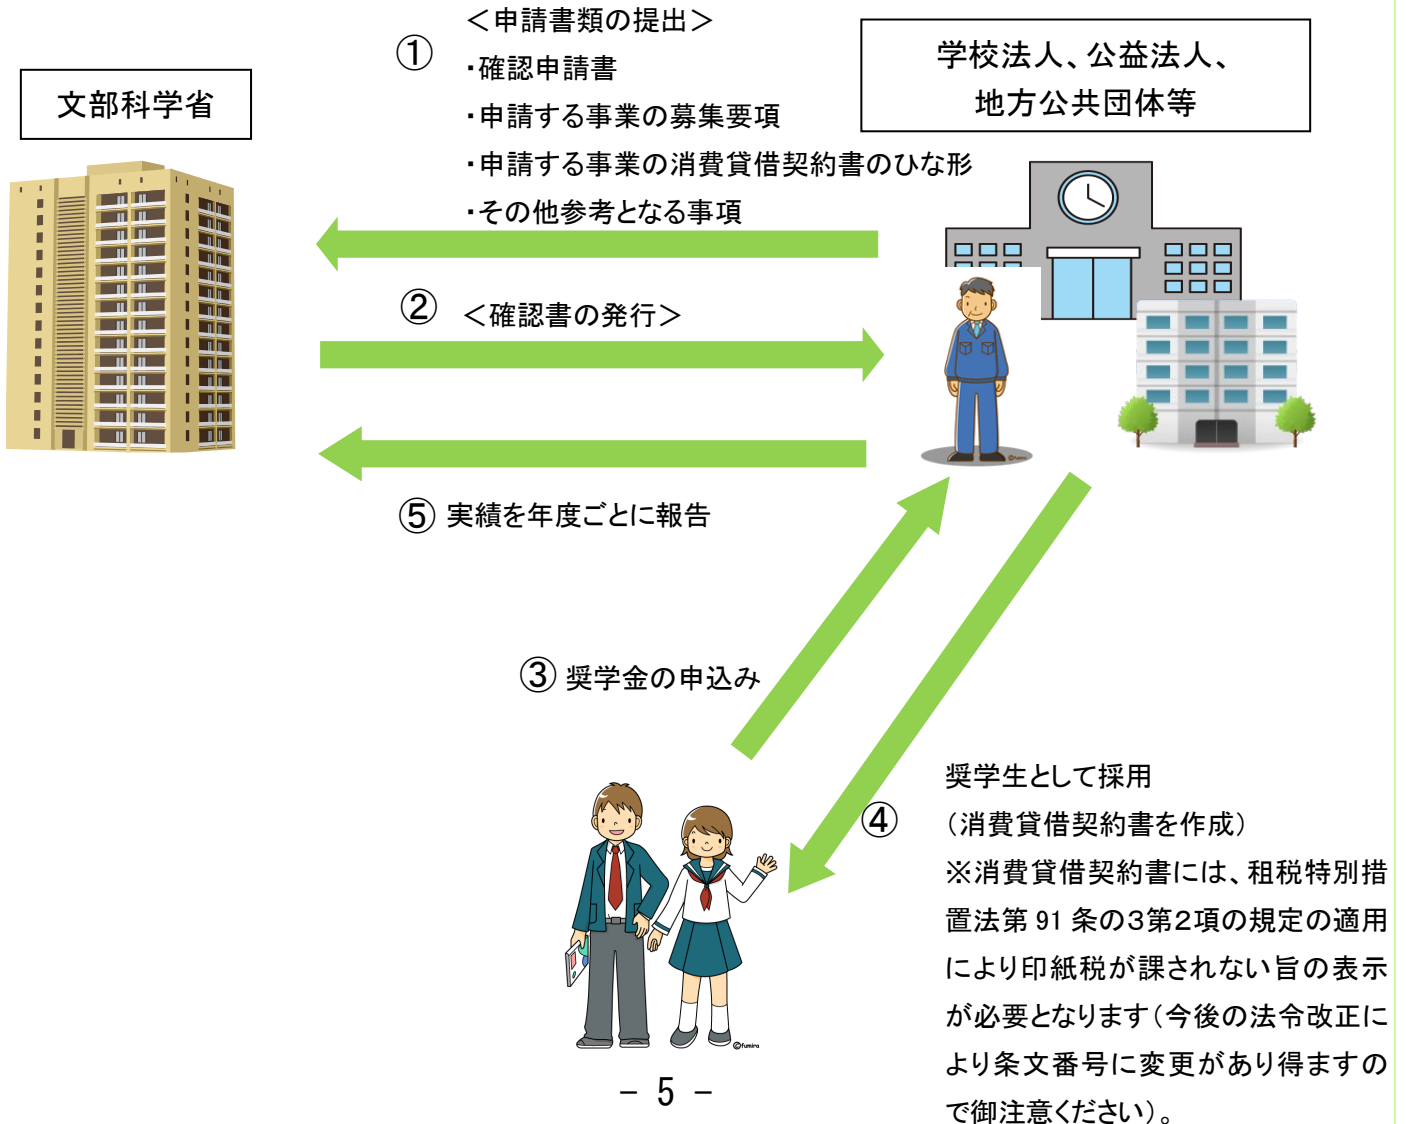 文部科学省
①
＜申請書類の提出＞
・確認申請書
・申請する事業の募集要項
・申請する事業の消費貸借契約書のひな形
・その他参考となる事項
学校法人、公益法人、
地方公共団体等
② ＜確認書の発行＞
©fumira
⑤ 実績を年度ごとに報告
③ 奨学金の申込み
④
奨学生として採用
（消費貸借契約書を作成）
※消費貸借契約書には、租税特別措
置法第 91 条の３第２項の規定の適用
により印紙税が課されない旨の表示
が必要となります（今後の法令改正に
より条文番号に変更があり得ますの
で御注意ください）。
©fumira
− 5 −